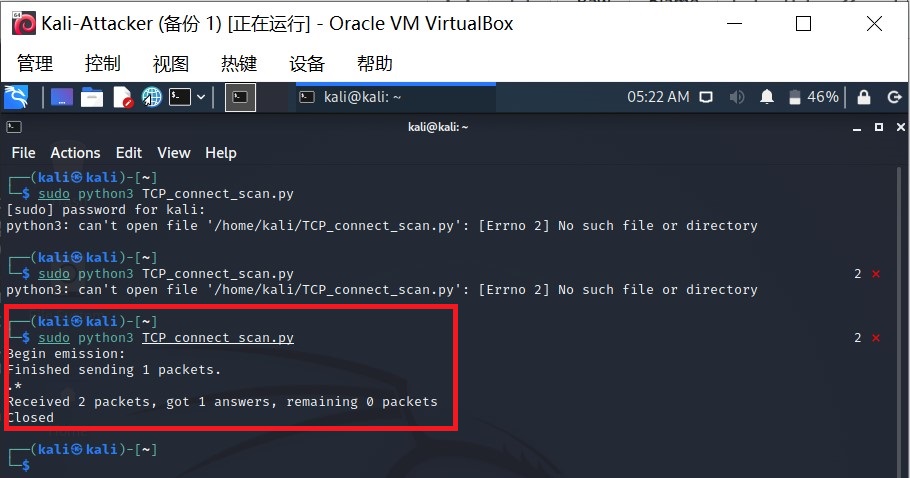 Kali-Attacker (备份 1) [正在运行] - Oracle VM VirtualBox
管理 控制 视图 热键 设备 帮助
kali@kali: ~ 05:22 AM 46%
kali@kali: ~
File Actions Edit View Help
┌──(kali㉿kali)-[~]
└─$ sudo python3 TCP_connect_scan.py
[sudo] password for kali:
python3: can't open file '/home/kali/TCP_connect_scan.py': [Errno 2] No such file or directory
┌──(kali㉿kali)-[~]
└─$ sudo python3 TCP_connect_scan.py 2 ⨯
python3: can't open file '/home/kali/TCP_connect_scan.py': [Errno 2] No such file or directory
┌──(kali㉿kali)-[~]
└─$ sudo python3 TCP_connect_scan.py 2 ⨯
Begin emission:
Finished sending 1 packets.
.*
Received 2 packets, got 1 answers, remaining 0 packets
Closed
┌──(kali㉿kali)-[~]
└─$